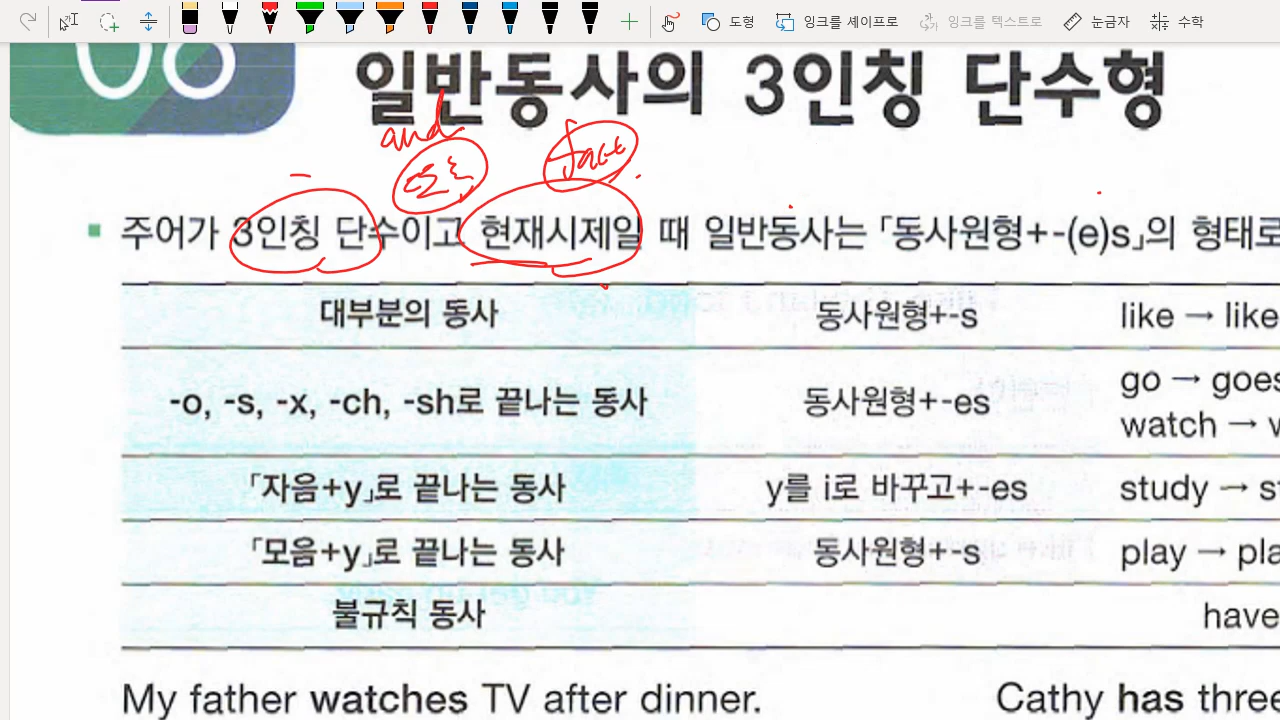 도형 잉크를 셰이프로 잉크를 텍스트로 눈금자 수학
06
일반동사의 3인칭 단수형
and
fact
주어가 3인칭 단수이고 현재시제일 때 일반동사는 「동사원형+-(e)s」의 형태로
대부분의 동사 동사원형+-s like → like
-o, -s, -x, -ch, -sh로 끝나는 동사 동사원형+-es go → goes
watch → w
「자음+y」로 끝나는 동사 y를 i로 바꾸고+-es study → st
「모음+y」로 끝나는 동사 동사원형+-s play → pla
불규칙 동사 have
My father watches TV after dinner. Cathy has three